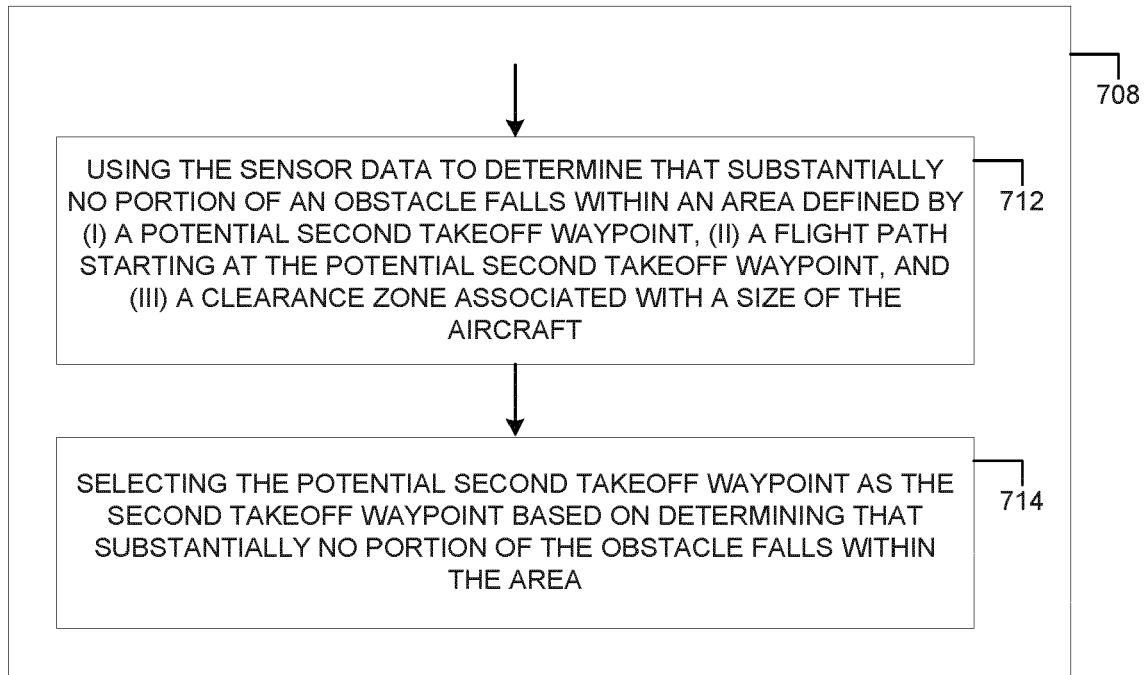 708
USING THE SENSOR DATA TO DETERMINE THAT SUBSTANTIALLY
NO PORTION OF AN OBSTACLE FALLS WITHIN AN AREA DEFINED BY
(I) A POTENTIAL SECOND TAKEOFF WAYPOINT, (II) A FLIGHT PATH
STARTING AT THE POTENTIAL SECOND TAKEOFF WAYPOINT, AND
(III) A CLEARANCE ZONE ASSOCIATED WITH A SIZE OF THE
AIRCRAFT
712
SELECTING THE POTENTIAL SECOND TAKEOFF WAYPOINT AS THE
SECOND TAKEOFF WAYPOINT BASED ON DETERMINING THAT
SUBSTANTIALLY NO PORTION OF THE OBSTACLE FALLS WITHIN
THE AREA
714